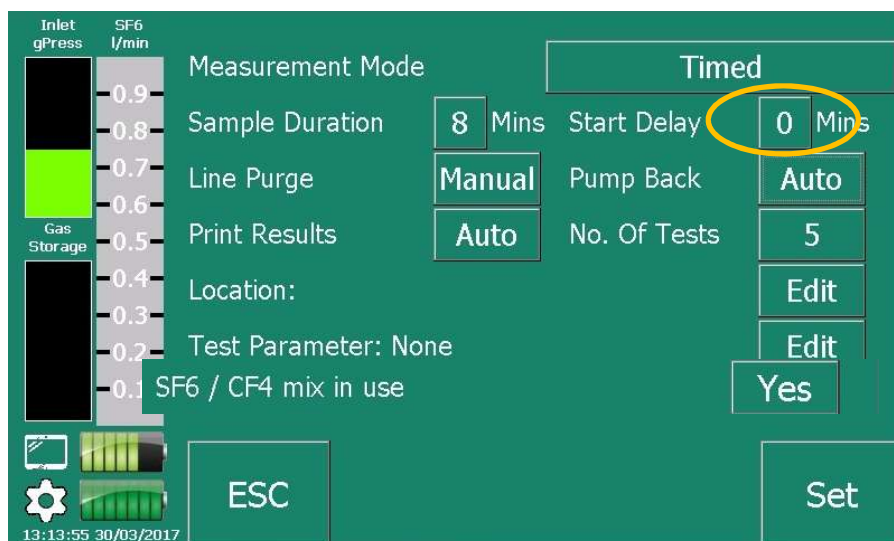 Inlet
gPress
SF6
l/min
0.9
0.8
0.7
0.6
0.5
0.4
0.3
0.2
0.1
Gas
Storage
Measurement Mode Timed
Sample Duration 8 Mins Start Delay 0 Mins
Line Purge Manual Pump Back Auto
Print Results Auto No. Of Tests 5
Location: Edit
Test Parameter: None Edit
SF6 / CF4 mix in use Yes
ESC Set
13:13:55 30/03/2017